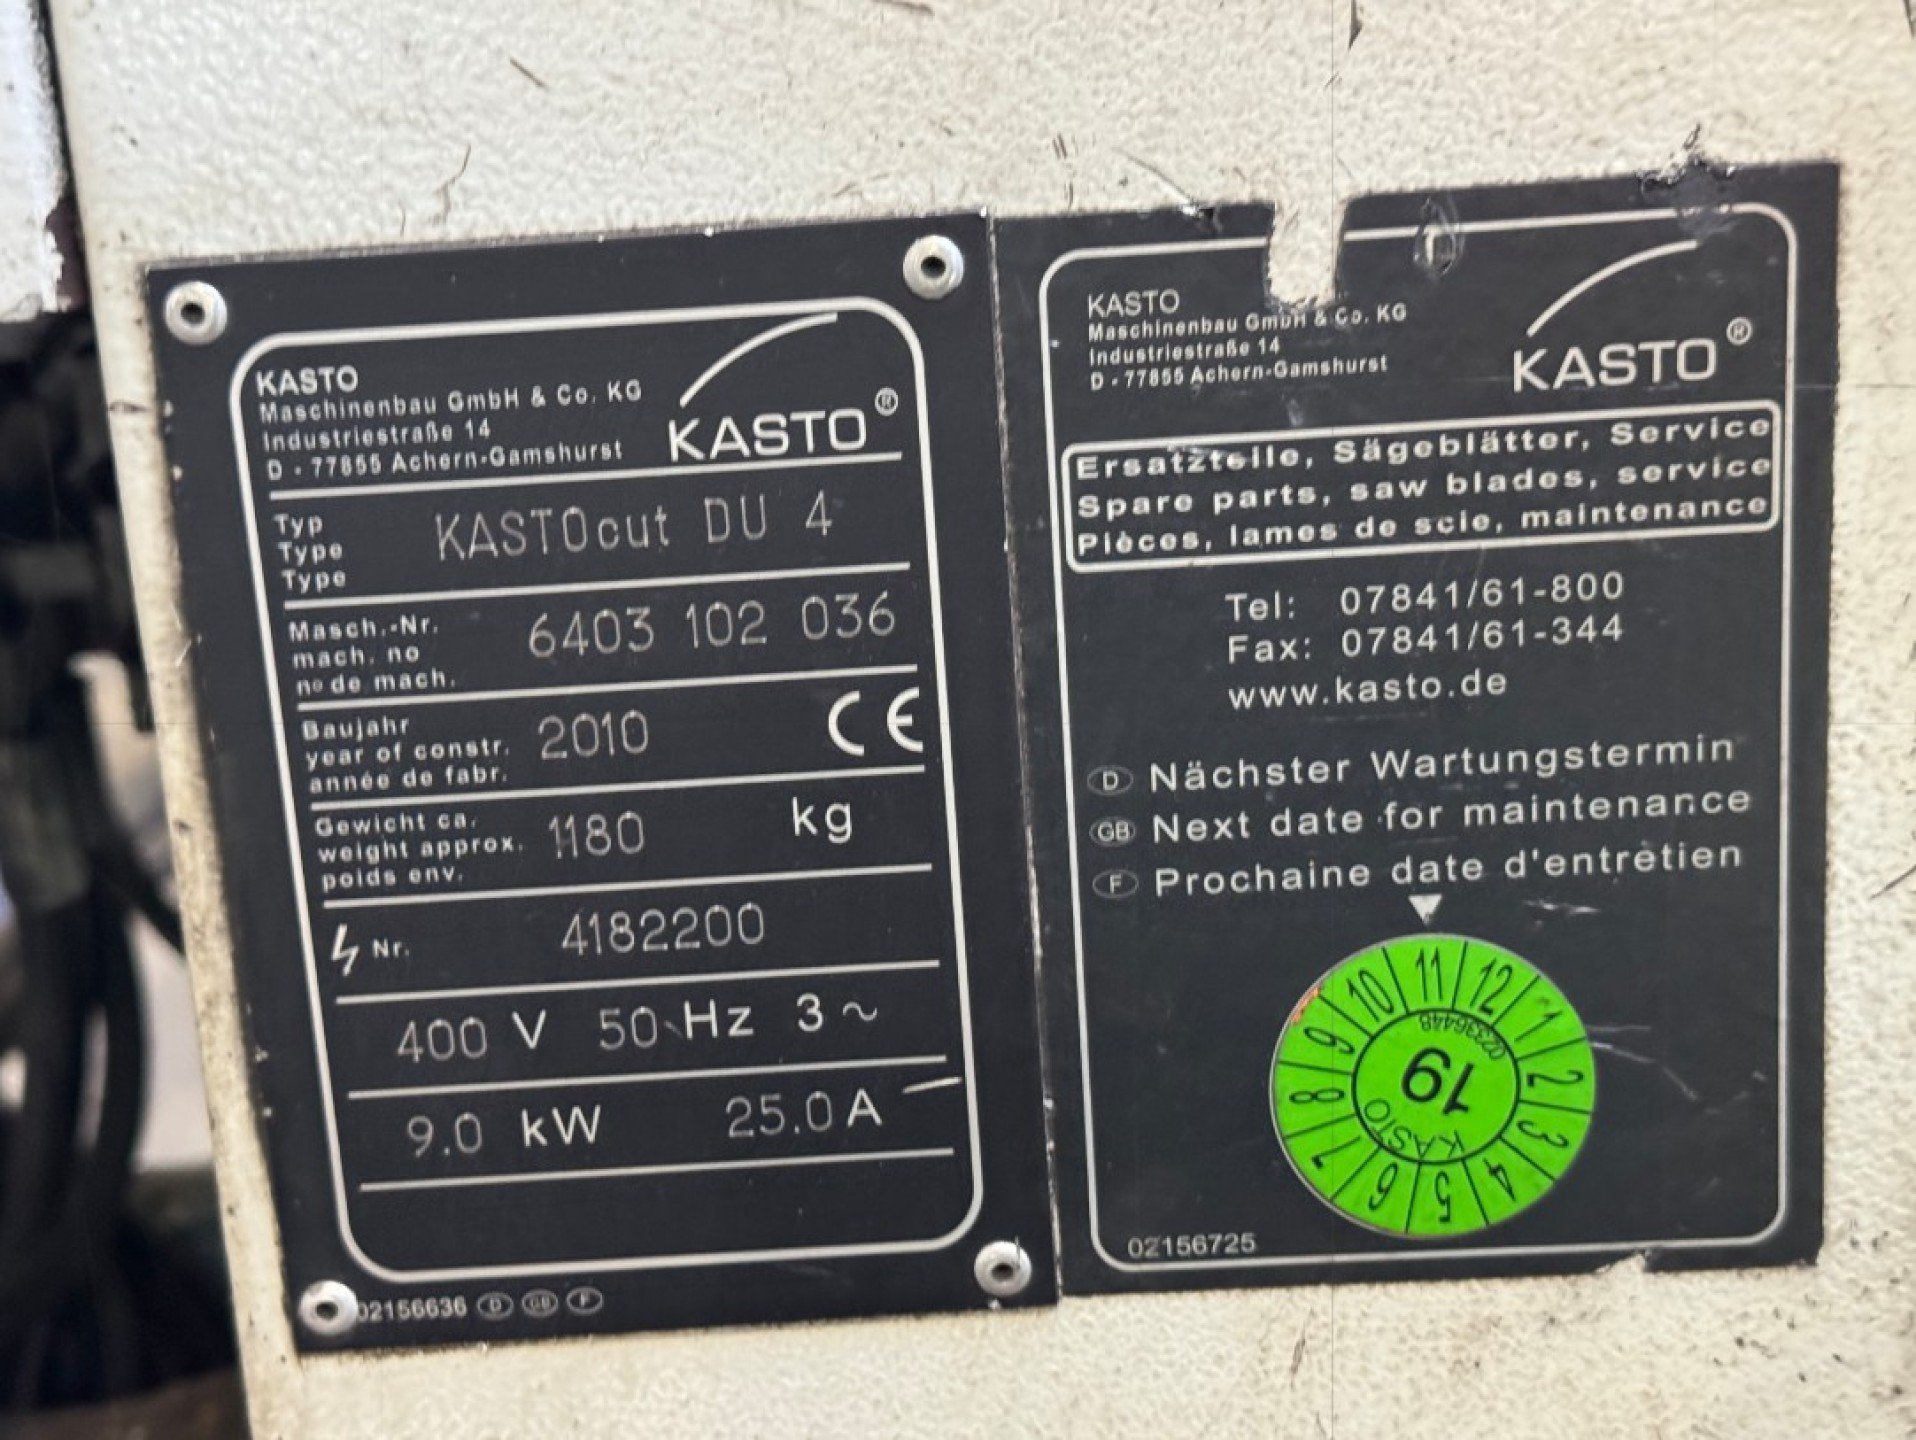 KASTO
Maschinenbau GmbH & Co. KG
Industriestraße 14
D - 77855 Achern-Gamshurst
KASTO®
Typ
Type
Type
KASTOcut DU 4
Masch.-Nr.
mach. no
nº de mach.
6403 102 036
Baujahr
year of constr.
année de fabr.
2010
CE
Gewicht ca.
weight approx.
poids env.
1180 kg
Nr. 4182200
400 V 50 Hz 3 ~
9.0 kW 25.0 A
02156636 D GB F
KASTO
Maschinenbau GmbH & Co. KG
Industriestraße 14
D - 77855 Achern-Gamshurst
KASTO®
Ersatzteile, Sägeblätter, Service
Spare parts, saw blades, service
Pièces, lames de scie, maintenance
Tel: 07841/61-800
Fax: 07841/61-344
www.kasto.de
D Nächster Wartungstermin
GB Next date for maintenance
F Prochaine date d'entretien
1 2 3 4 5 6 7 8 9 10 11 12
02336448
19
KASTO
02156725